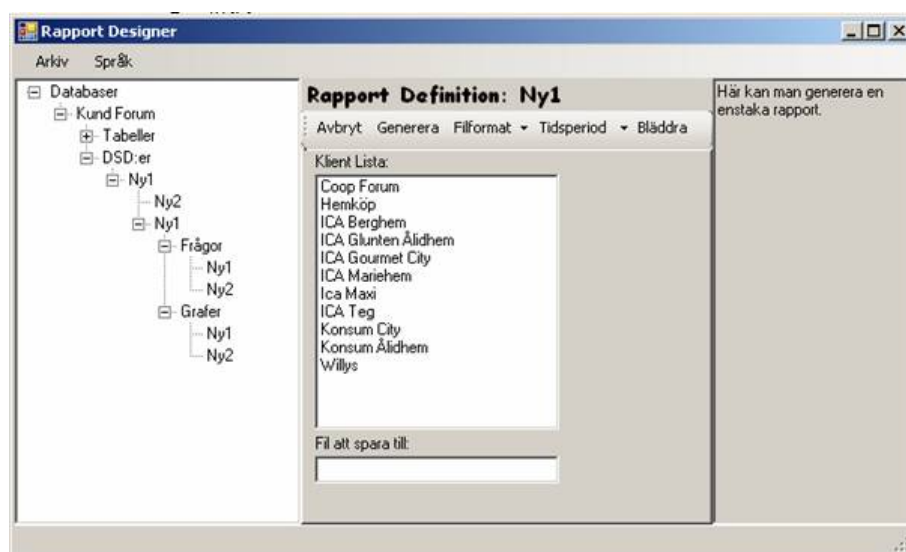 Rapport Designer
Arkiv Språk
Databaser
Kund Forum
Tabeller
DSD:er
Ny1
Ny2
Ny1
Frågor
Ny1
Ny2
Grafer
Ny1
Ny2
Rapport Definition: Ny1
Avbryt Generera Filformat Tidsperiod Bläddra
Klient Lista:
Coop Forum
Hemköp
ICA Berghem
ICA Glunten Ålidhem
ICA Gourmet City
ICA Mariehem
Ica Maxi
ICA Teg
Konsum City
Konsum Ålidhem
Willys
Fil att spara till:
Här kan man generera en
enstaka rapport.